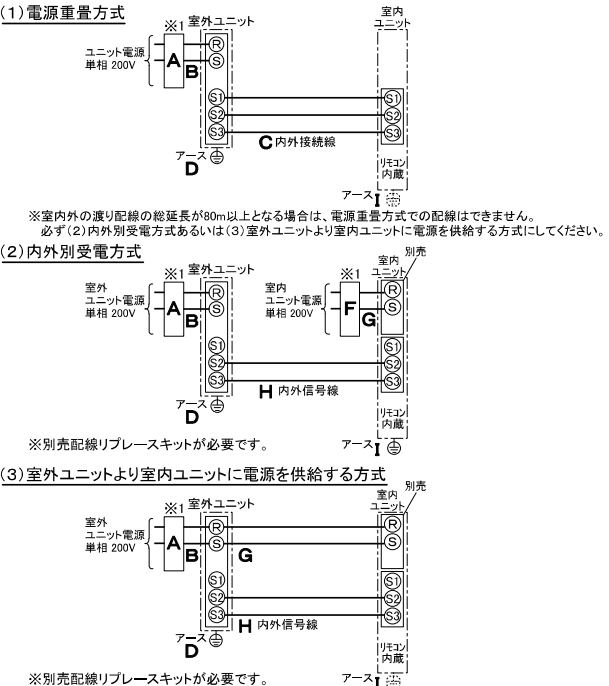 (1)電源重畳方式
※1 室外ユニット
室内
ユニット
ユニット電源
単相 200V
A
B
R
S
S1
S2
S3
S1
S2
S3
C 内外接続線
アース
D
リモコン
内蔵
アース I
※室内外の渡り配線の総延長が80m以上となる場合は、電源重畳方式での配線はできません。
必ず(2)内外別受電方式あるいは(3)室外ユニットより室内ユニットに電源を供給する方式にしてください。
(2)内外別受電方式
※1 室外ユニット
※1
室内
ユニット
別売
室外
ユニット電源
単相 200V
A
B
R
S
室内
ユニット電源
単相 200V
F
G
R
S
S1
S2
S3
S1
S2
S3
H 内外信号線
アース
D
リモコン
内蔵
※別売配線リプレースキットが必要です。
アース I
(3)室外ユニットより室内ユニットに電源を供給する方式
※1 室外ユニット
室内
ユニット
別売
室外
ユニット電源
単相 200V
A
B
R
S
G
R
S
S1
S2
S3
S1
S2
S3
H 内外信号線
アース
D
リモコン
内蔵
※別売配線リプレースキットが必要です。
アース I